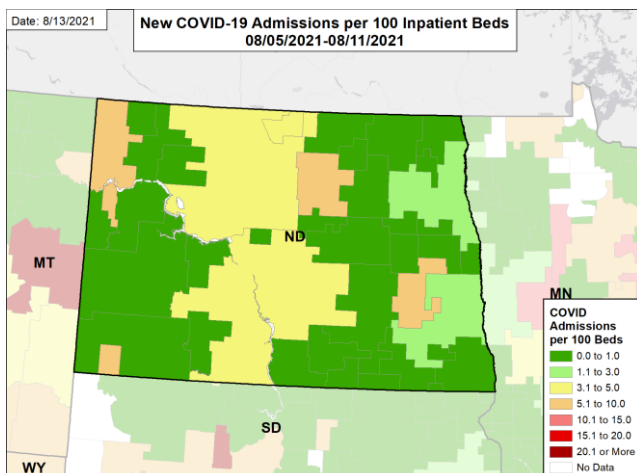 Date: 8/13/2021
New COVID-19 Admissions per 100 Inpatient Beds
08/05/2021-08/11/2021
ND
MT
MN
SD
WY
COVID
Admissions
per 100 Beds
0.0 to 1.0
1.1 to 3.0
3.1 to 5.0
5.1 to 10.0
10.1 to 15.0
15.1 to 20.0
20.1 or More
No Data